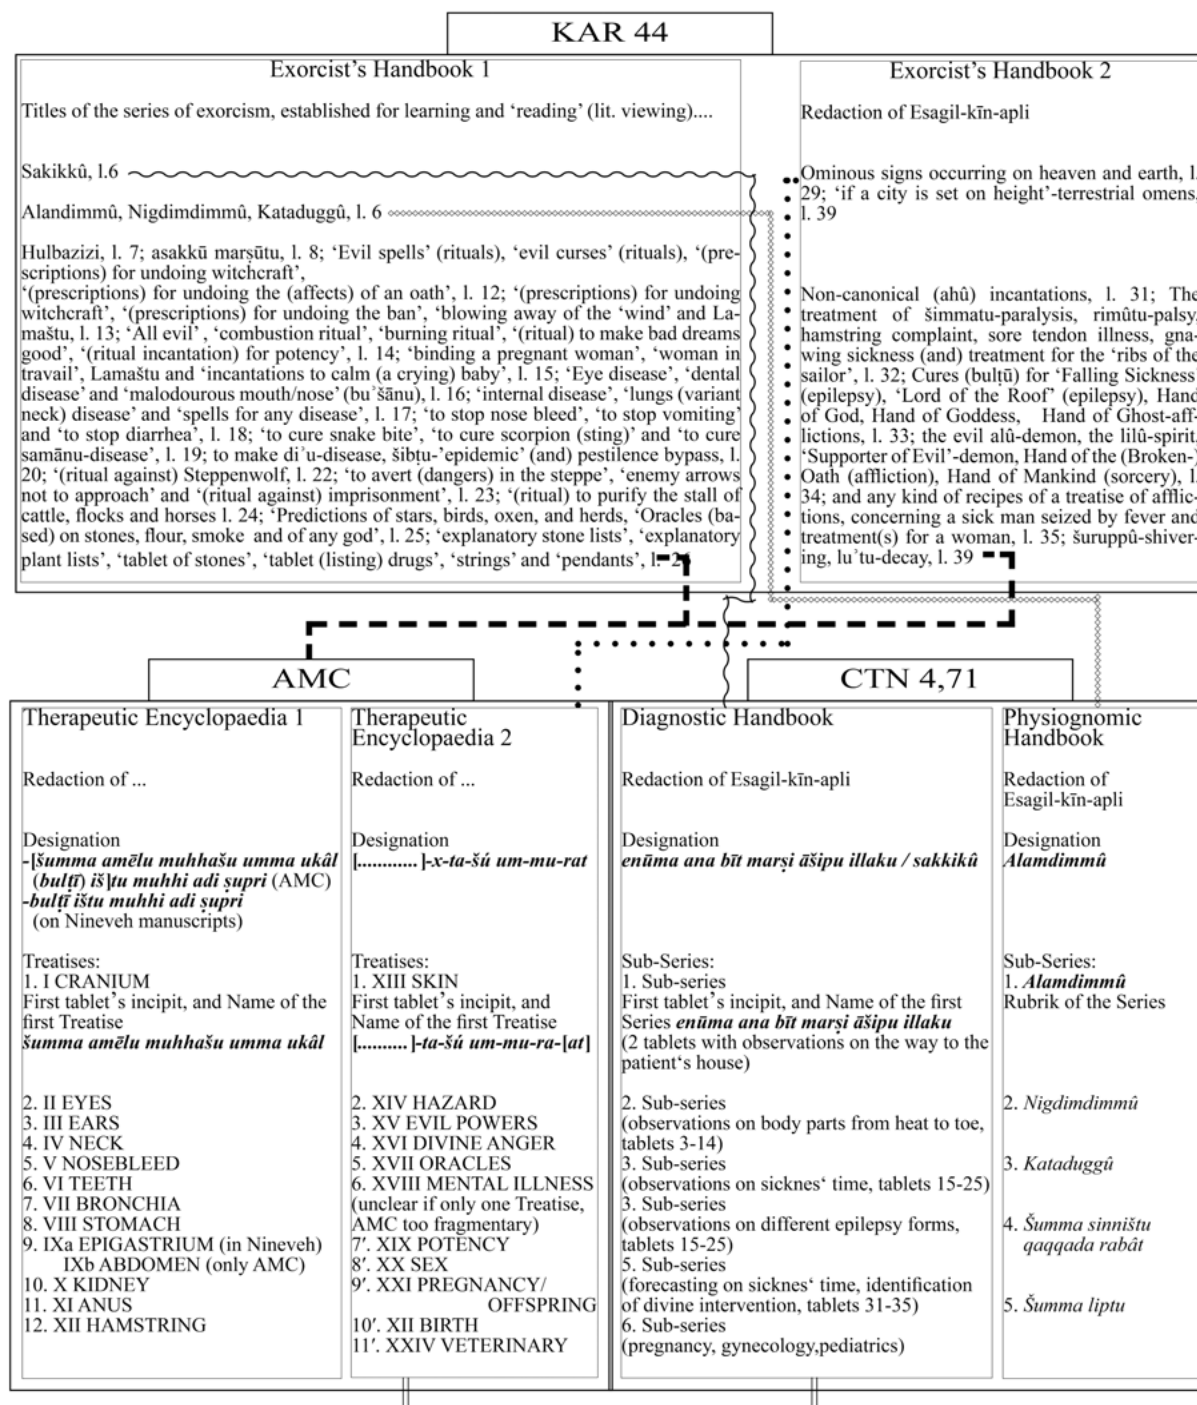 KAR 44
Exorcist's Handbook 1
Titles of the series of exorcism, established for learning and ‘reading’ (lit. viewing)....
Sakikkû, l.6
Alandimmû, Nigdimdimmû, Kataduggû, l. 6
Hulbazizi, l. 7; asakkū marṣūtu, l. 8; ‘Evil spells’ (rituals), ‘evil curses’ (rituals), ‘(pre-
scriptions) for undoing witchcraft’,
‘(prescriptions) for undoing the (affects) of an oath’, l. 12; ‘(prescriptions) for undoing
witchcraft’, ‘(prescriptions) for undoing the ban’, ‘blowing away of the ‘wind’ and La-
maštu, l. 13; ‘All evil’ , ‘combustion ritual’, ‘burning ritual’, ‘(ritual) to make bad dreams
good’, ‘(ritual incantation) for potency’, l. 14; ‘binding a pregnant woman’, ‘woman in
travail’, Lamaštu and ‘incantations to calm (a crying) baby’, l. 15; ‘Eye disease’, ‘dental
disease’ and ‘malodourous mouth/nose’ (buʾšānu), l. 16; ‘internal disease’, ‘lungs (variant
neck) disease’ and ‘spells for any disease’, l. 17; ‘to stop nose bleed’, ‘to stop vomiting’
and ‘to stop diarrhea’, l. 18; ‘to cure snake bite’, ‘to cure scorpion (sting)’ and ‘to cure
samānu-disease’, l. 19; to make diʾu-disease, šibṭu-’epidemic’ (and) pestilence bypass, l.
20; ‘(ritual against) Steppenwolf, l. 22; ‘to avert (dangers) in the steppe’, ‘enemy arrows
not to approach’ and ‘(ritual against) imprisonment’, l. 23; ‘(ritual) to purify the stall of
cattle, flocks and horses l. 24; ‘Predictions of stars, birds, oxen, and herds, ‘Oracles (ba-
sed) on stones, flour, smoke and of any god’, l. 25; ‘explanatory stone lists’, ‘explanatory
plant lists’, ‘tablet of stones’, ‘tablet (listing) drugs’, ‘strings’ and ‘pendants’, l. 26
Exorcist's Handbook 2
Redaction of Esagil-kīn-apli
Ominous signs occurring on heaven and earth, l.
29; ‘if a city is set on height’-terrestrial omens,
l. 39
Non-canonical (ahû) incantations, l. 31; The
treatment of šimmatu-paralysis, rimûtu-palsy,
hamstring complaint, sore tendon illness, gna-
wing sickness (and) treatment for the ‘ribs of the
sailor’, l. 32; Cures (bulṭū) for ‘Falling Sickness’
(epilepsy), ‘Lord of the Roof’ (epilepsy), Hand
of God, Hand of Goddess, Hand of Ghost-aff-
lictions, l. 33; the evil alû-demon, the lilû-spirit,
‘Supporter of Evil’-demon, Hand of the (Broken-)
Oath (affliction), Hand of Mankind (sorcery), l.
34; and any kind of recipes of a treatise of afflic-
tions, concerning a sick man seized by fever and
treatment(s) for a woman, l. 35; šuruppû-shiver-
ing, luʾtu-decay, l. 39
AMC
Therapeutic Encyclopaedia 1
Redaction of ...
Designation
-[šumma amēlu muhhašu umma ukâl
(bulṭī) iš]tu muhhi adi ṣupri (AMC)
-bulṭī ištu muhhi adi ṣupri
(on Nineveh manuscripts)
Treatises:
1. I CRANIUM
First tablet’s incipit, and Name of the
first Treatise
šumma amēlu muhhašu umma ukâl
2. II EYES
3. III EARS
4. IV NECK
5. V NOSEBLEED
6. VI TEETH
7. VII BRONCHIA
8. VIII STOMACH
9. IXa EPIGASTRIUM (in Nineveh)
IXb ABDOMEN (only AMC)
10. X KIDNEY
11. XI ANUS
12. XII HAMSTRING
Therapeutic
Encyclopaedia 2
Redaction of ...
Designation
[............ ]-x-ta-šú um-mu-rat
Treatises:
1. XIII SKIN
First tablet’s incipit, and
Name of the first Treatise
[..........]-ta-šú um-mu-ra-[at]
2. XIV HAZARD
3. XV EVIL POWERS
4. XVI DIVINE ANGER
5. XVII ORACLES
6. XVIII MENTAL ILLNESS
(unclear if only one Treatise,
AMC too fragmentary)
7′. XIX POTENCY
8′. XX SEX
9′. XXI PREGNANCY/
OFFSPRING
10′. XII BIRTH
11′. XXIV VETERINARY
CTN 4,71
Diagnostic Handbook
Redaction of Esagil-kīn-apli
Designation
enūma ana bīt marṣi āšipu illaku / sakkikû
Sub-Series:
1. Sub-series
First tablet’s incipit, and Name of the first
Series enūma ana bīt marṣi āšipu illaku
(2 tablets with observations on the way to the
patient‘s house)
2. Sub-series
(observations on body parts from heat to toe,
tablets 3-14)
3. Sub-series
(observations on sicknes‘ time, tablets 15-25)
3. Sub-series
(observations on different epilepsy forms,
tablets 15-25)
5. Sub-series
(forecasting on sicknes‘ time, identification
of divine intervention, tablets 31-35)
6. Sub-series
(pregnancy, gynecology,pediatrics)
Physiognomic
Handbook
Redaction of
Esagil-kīn-apli
Designation
Alamdimmû
Sub-Series:
1. Alamdimmû
Rubrik of the Series
2. Nigdimdimmû
3. Kataduggû
4. Šumma sinništu
qaqqada rabât
5. Šumma liptu